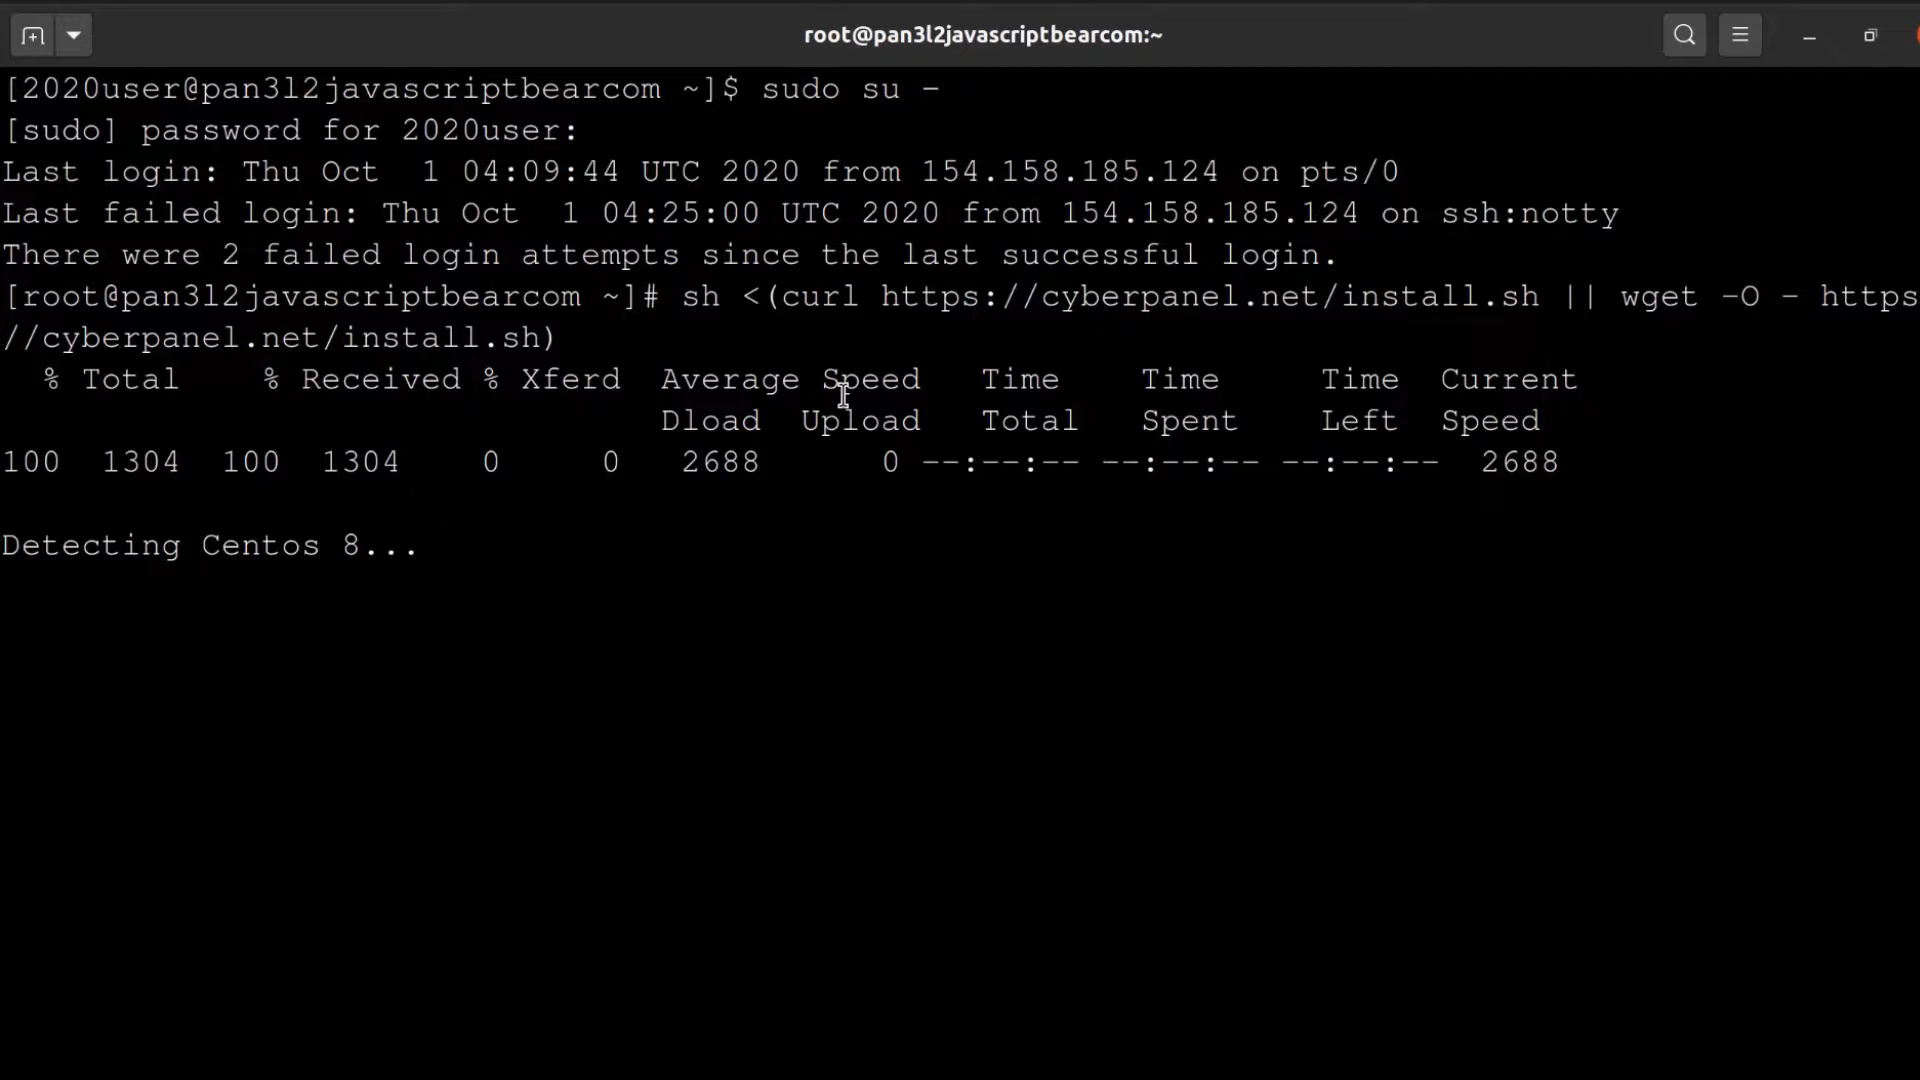 root@pan3l2javascriptbearcom:~
[2020user@pan3l2javascriptbearcom ~]$ sudo su -
[sudo] password for 2020user:
Last login: Thu Oct  1 04:09:44 UTC 2020 from 154.158.185.124 on pts/0
Last failed login: Thu Oct  1 04:25:00 UTC 2020 from 154.158.185.124 on ssh:notty
There were 2 failed login attempts since the last successful login.
[root@pan3l2javascriptbearcom ~]# sh <(curl https://cyberpanel.net/install.sh || wget -O - https
//cyberpanel.net/install.sh)
  % Total    % Received % Xferd  Average Speed   Time    Time     Time  Current
                                 Dload  Upload   Total   Spent    Left  Speed
100  1304  100  1304    0     0   2688      0 --:--:-- --:--:-- --:--:--  2688
Detecting Centos 8...